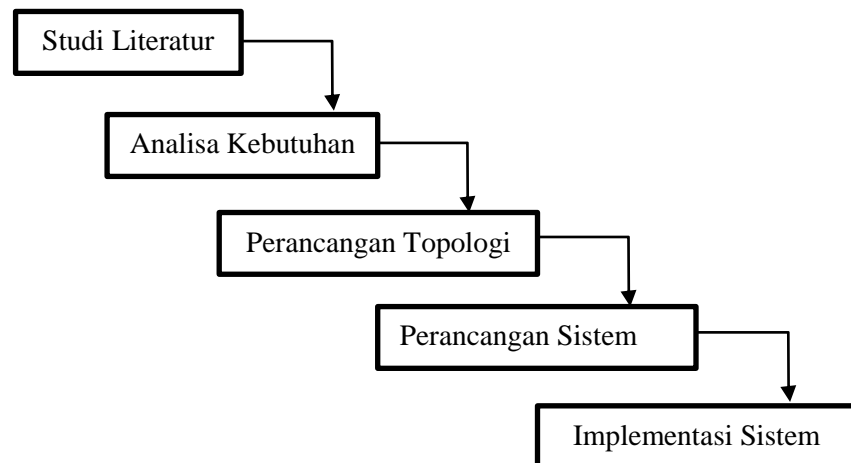 Studi Literatur
Analisa Kebutuhan
Perancangan Topologi
Perancangan Sistem
Implementasi Sistem